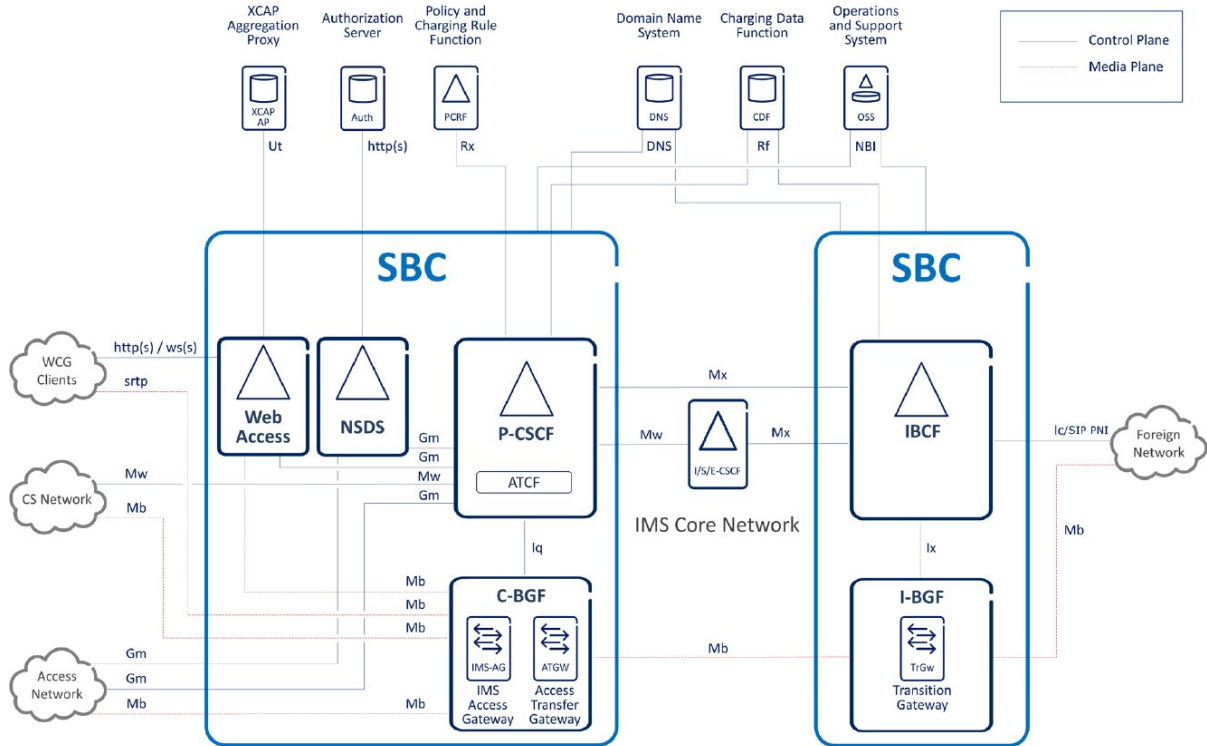 XCAP
Aggregation
Proxy
Authorization
Server
Policy and
Charging Rule
Function
Domain Name
System
Charging Data
Function
Operations
and Support
System
Control Plane
Media Plane
XCAP
AP
Auth
PCRF
DNS
CDF
OSS
Ut
http(s)
Rx
DNS
Rf
NBI
SBC
SBC
WCG
Clients
http(s) / ws(s)
srtp
Web
Access
NSDS
P-CSCF
ATCF
Gm
Gm
Mw
Gm
Mx
Mw
Mx
I/S/E-CSCF
IBCF
Ic/SIP PNI
Foreign
Network
CS Network
Mw
Mb
IMS Core Network
Mb
Iq
Ix
Mb
Mb
Mb
C-BGF
IMS-AG
ATGW
IMS
Access
Gateway
Access
Transfer
Gateway
Mb
I-BGF
TrGw
Transition
Gateway
Access
Network
Gm
Gm
Mb
Mb